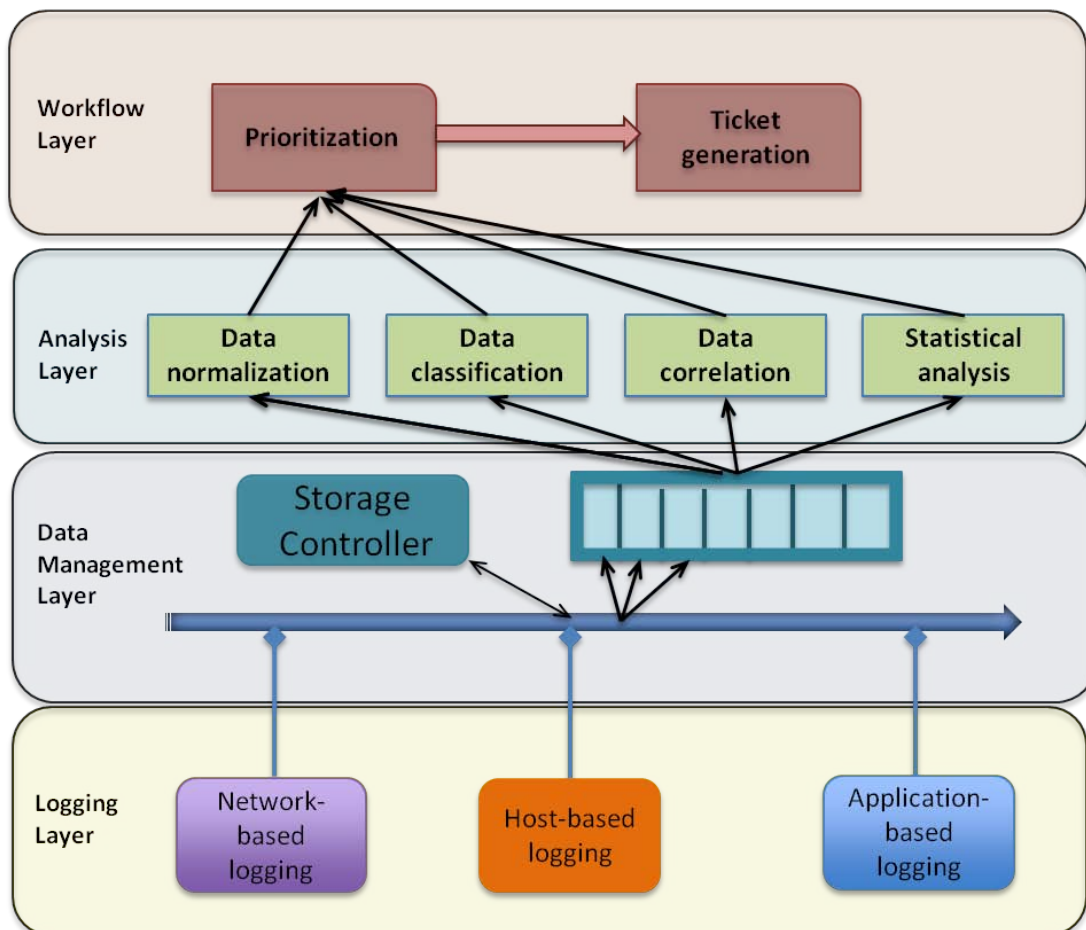 Workflow
Layer
Prioritization
Ticket
generation
Analysis
Layer
Data
normalization
Data
classification
Data
correlation
Statistical
analysis
Data
Management
Layer
Storage
Controller
Logging
Layer
Network-
based
logging
Host-based
logging
Application-
based
logging